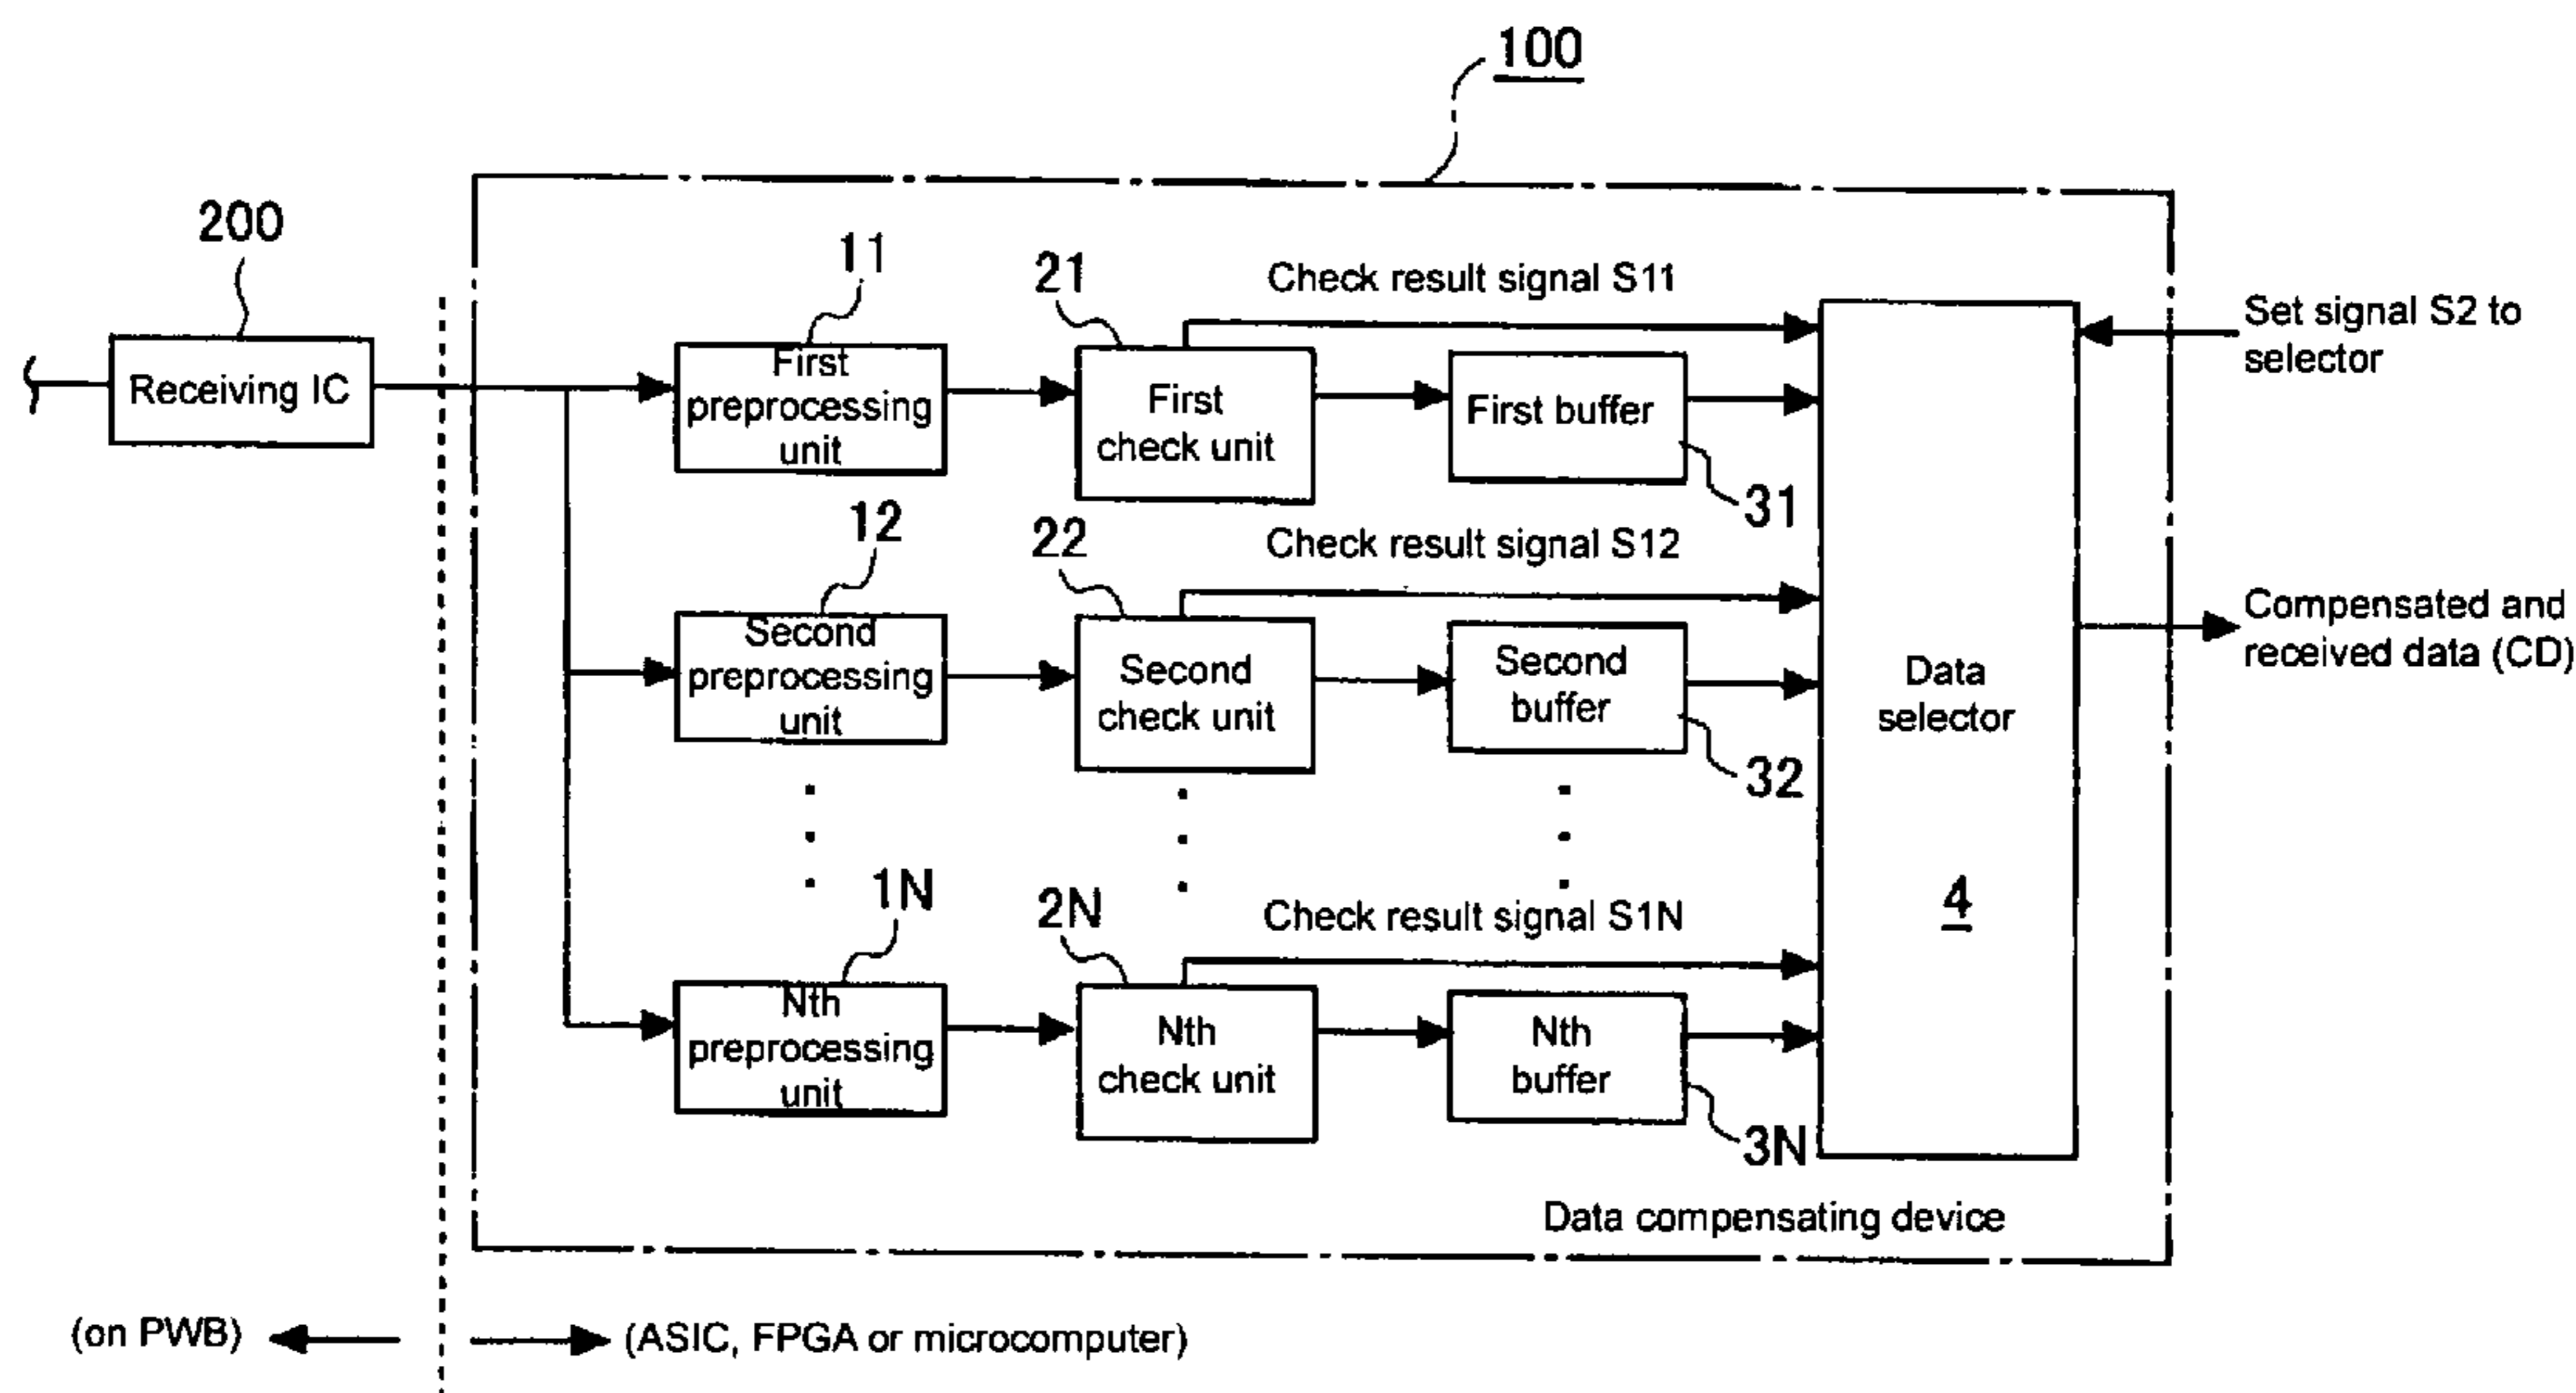 100
200
Receiving IC
11
First
preprocessing
unit
21
First
check unit
Check result signal S11
First buffer
31
Set signal S2 to
selector
12
Second
preprocessing
unit
22
Second
check unit
Check result signal S12
Second
buffer
32
Data
selector
4
Compensated and
received data (CD)
1N
Nth
preprocessing
unit
2N
Nth
check unit
Check result signal S1N
Nth
buffer
3N
Data compensating device
(on PWB)
(ASIC, FPGA or microcomputer)